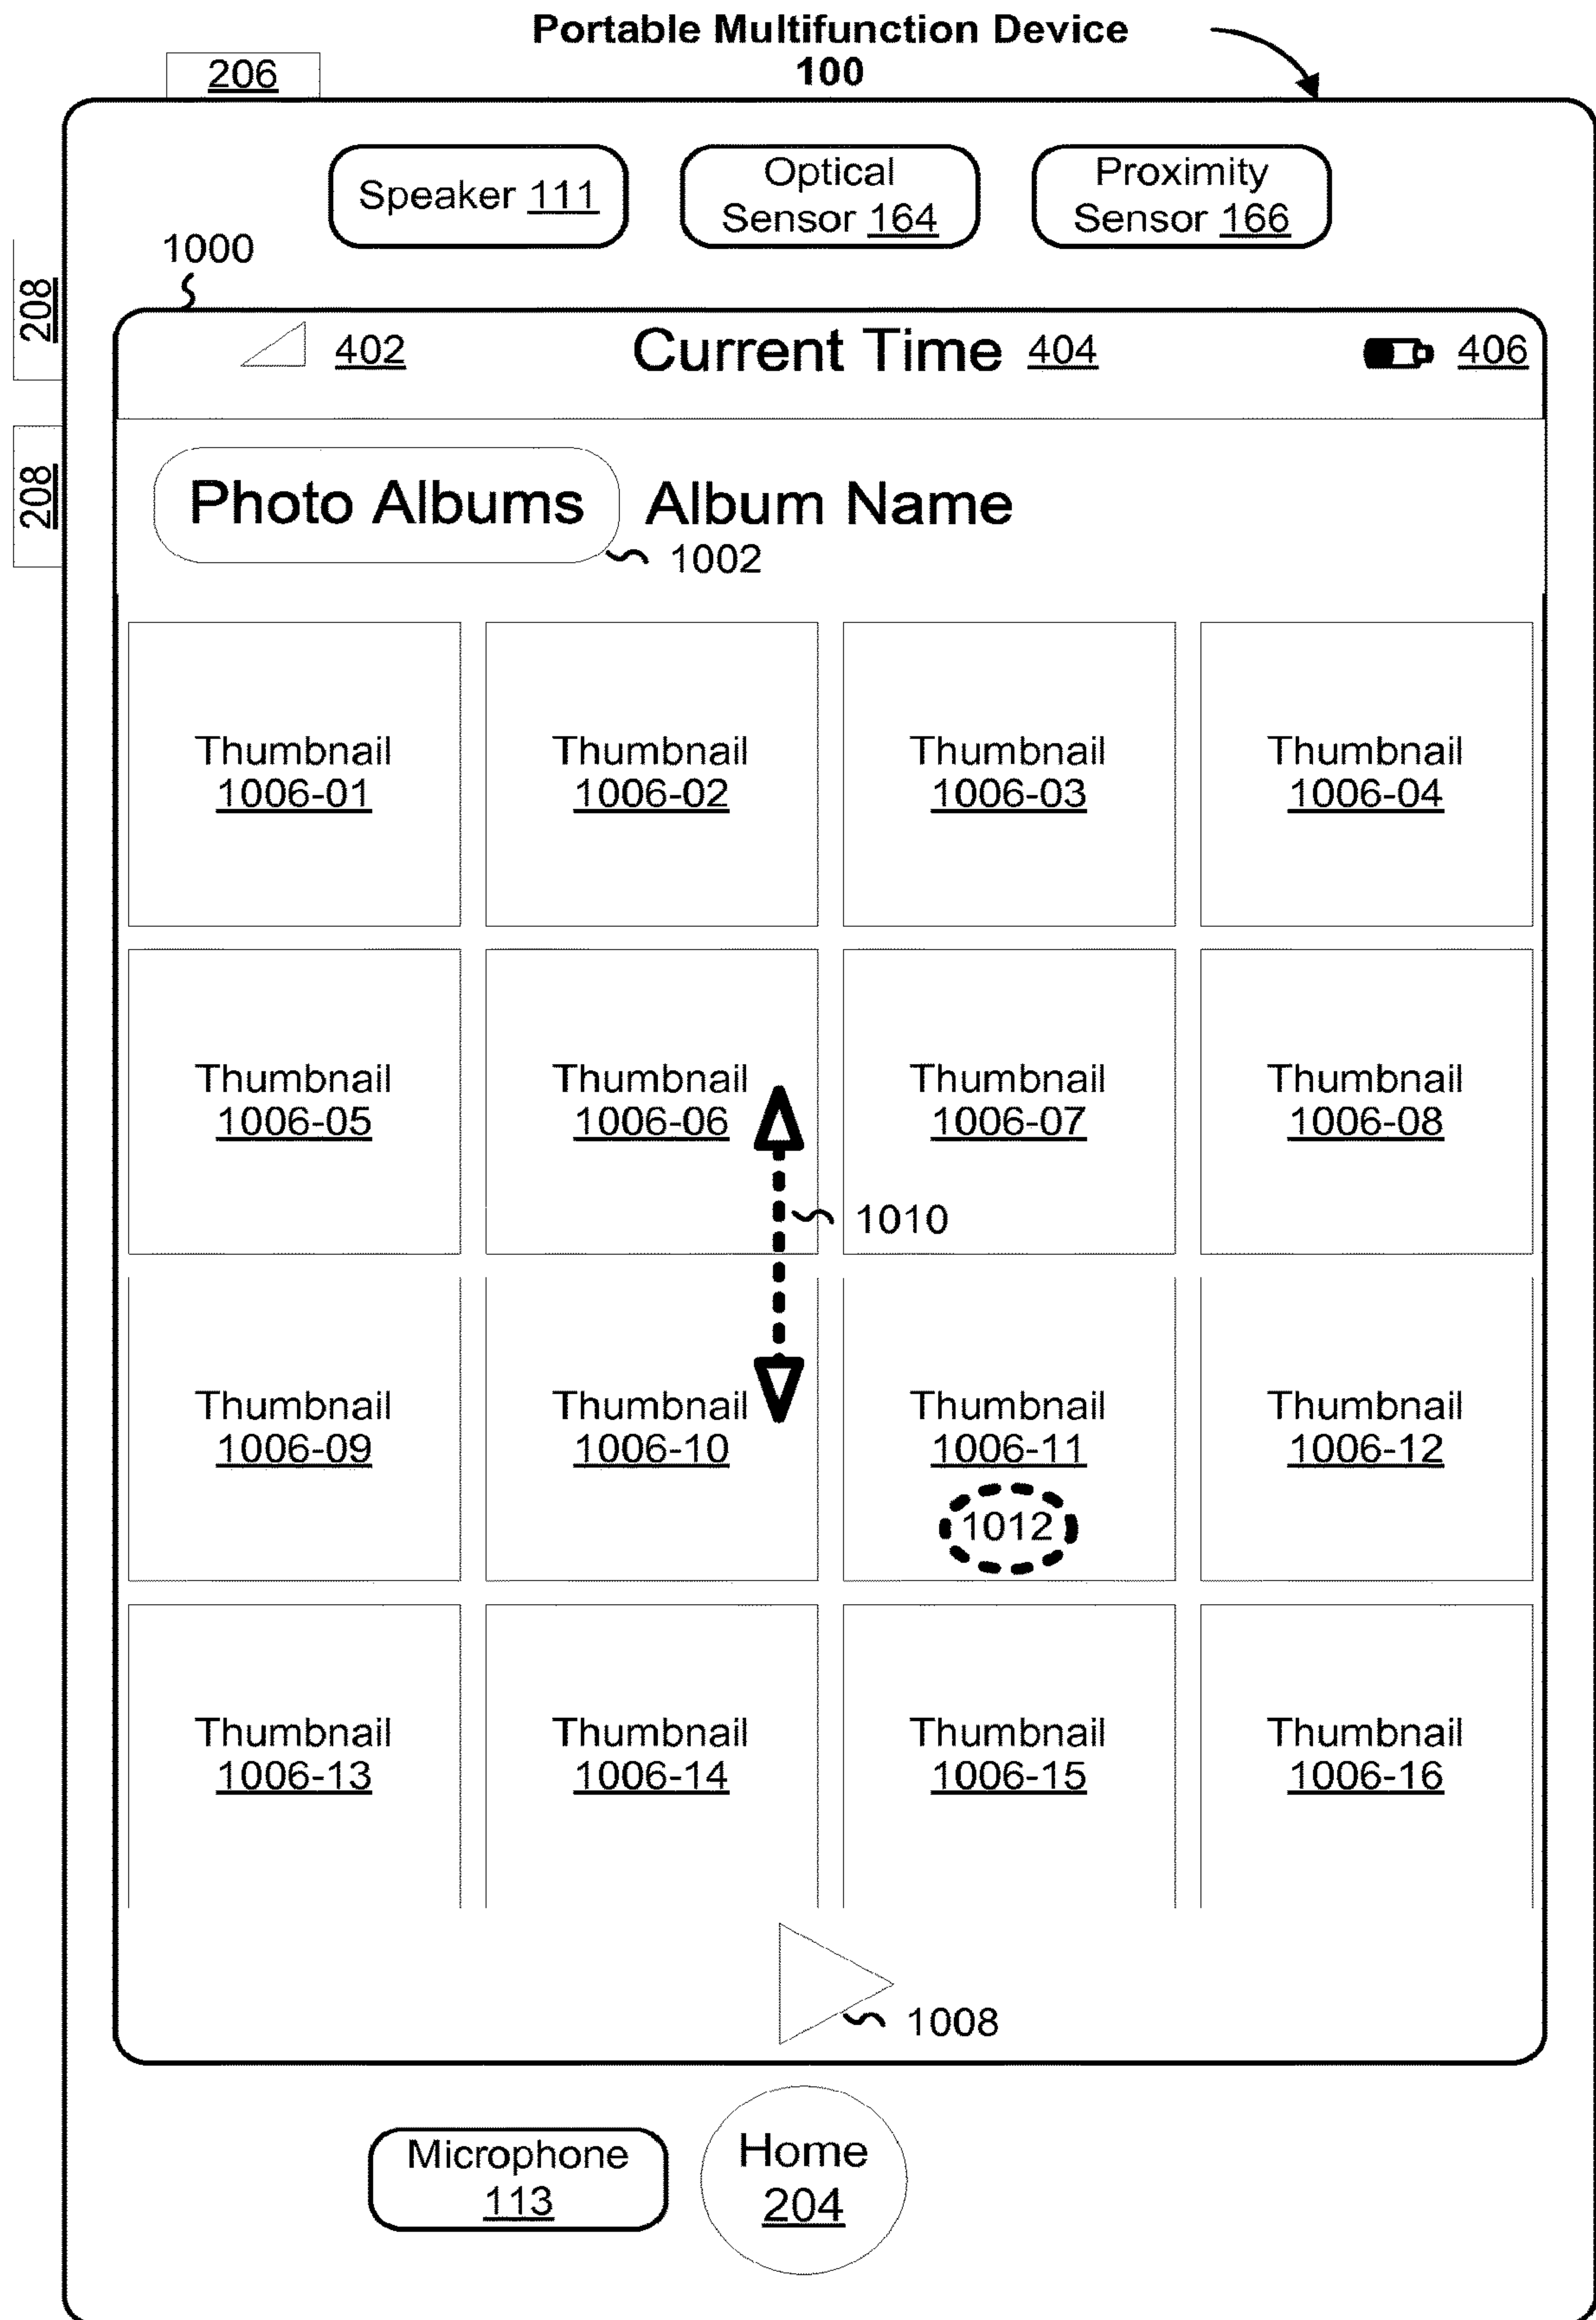 Portable Multifunction Device
100
206
Speaker 111
Optical
Sensor 164
Proximity
Sensor 166
1000
208
402
Current Time 404
406
208
Photo Albums
Album Name
1002
Thumbnail
1006-01
Thumbnail
1006-02
Thumbnail
1006-03
Thumbnail
1006-04
Thumbnail
1006-05
Thumbnail
1006-06
Thumbnail
1006-07
Thumbnail
1006-08
1010
Thumbnail
1006-09
Thumbnail
1006-10
Thumbnail
1006-11
1012
Thumbnail
1006-12
Thumbnail
1006-13
Thumbnail
1006-14
Thumbnail
1006-15
Thumbnail
1006-16
1008
Microphone
113
Home
204